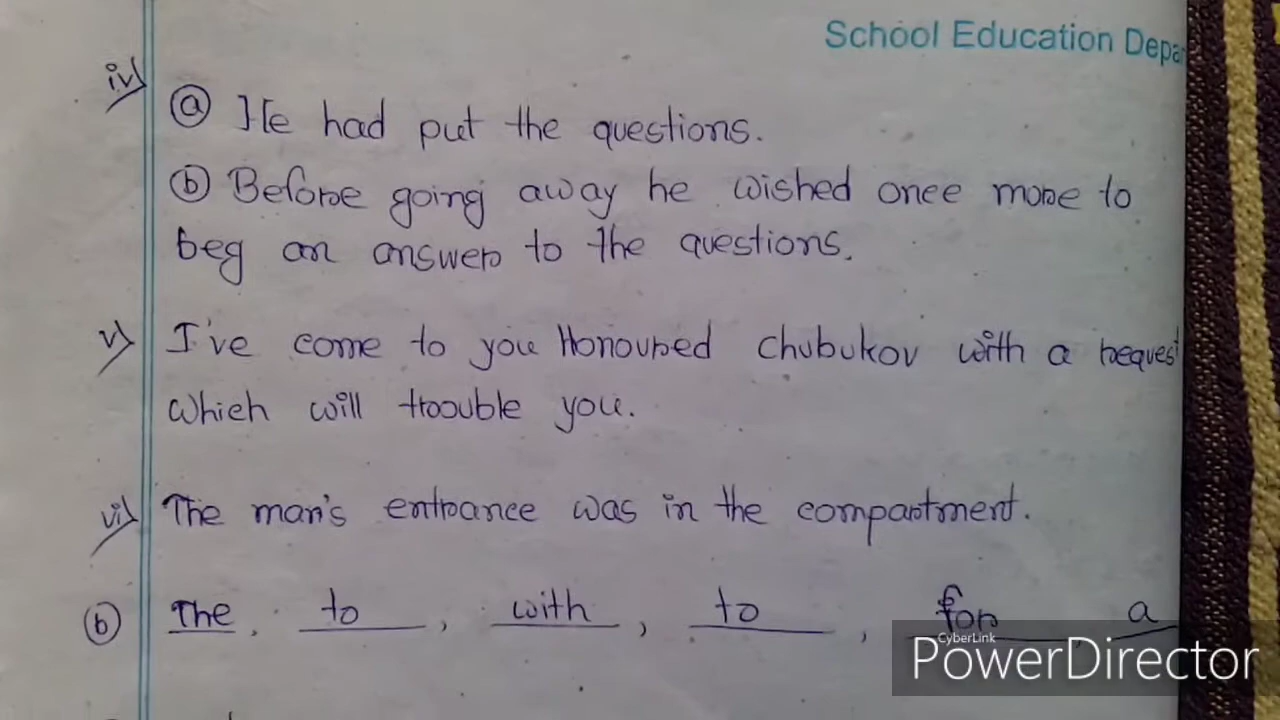 School Education Depa
iv)
ⓐ He had put the questions.
ⓑ Before going away he wished once more to
beg an answer to the questions.
v) I've come to you Honoured Chubukov with a reques
which will trouble you.
vi) The man's entrance was in the compartment.
ⓑ The, to, with, to, for, a
CyberLink
PowerDirector